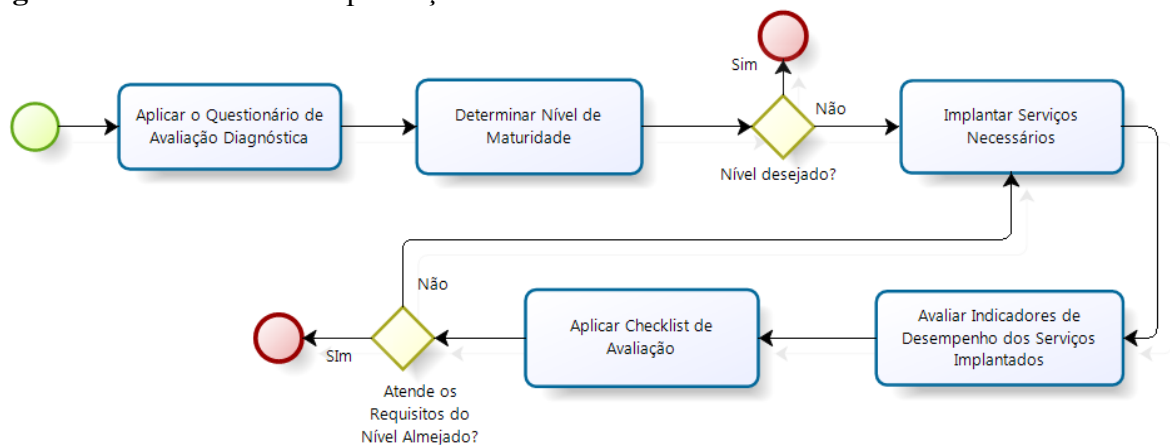 Sim
Aplicar o Questionário de
Avaliação Diagnóstica
Determinar Nível de
Maturidade
Não
Nível desejado?
Implantar Serviços
Necessários
Não
SIm
Atende os
Requisitos do
Nível Almejado?
Aplicar Checklist de
Avaliação
Avaliar Indicadores de
Desempenho dos Serviços
Implantados